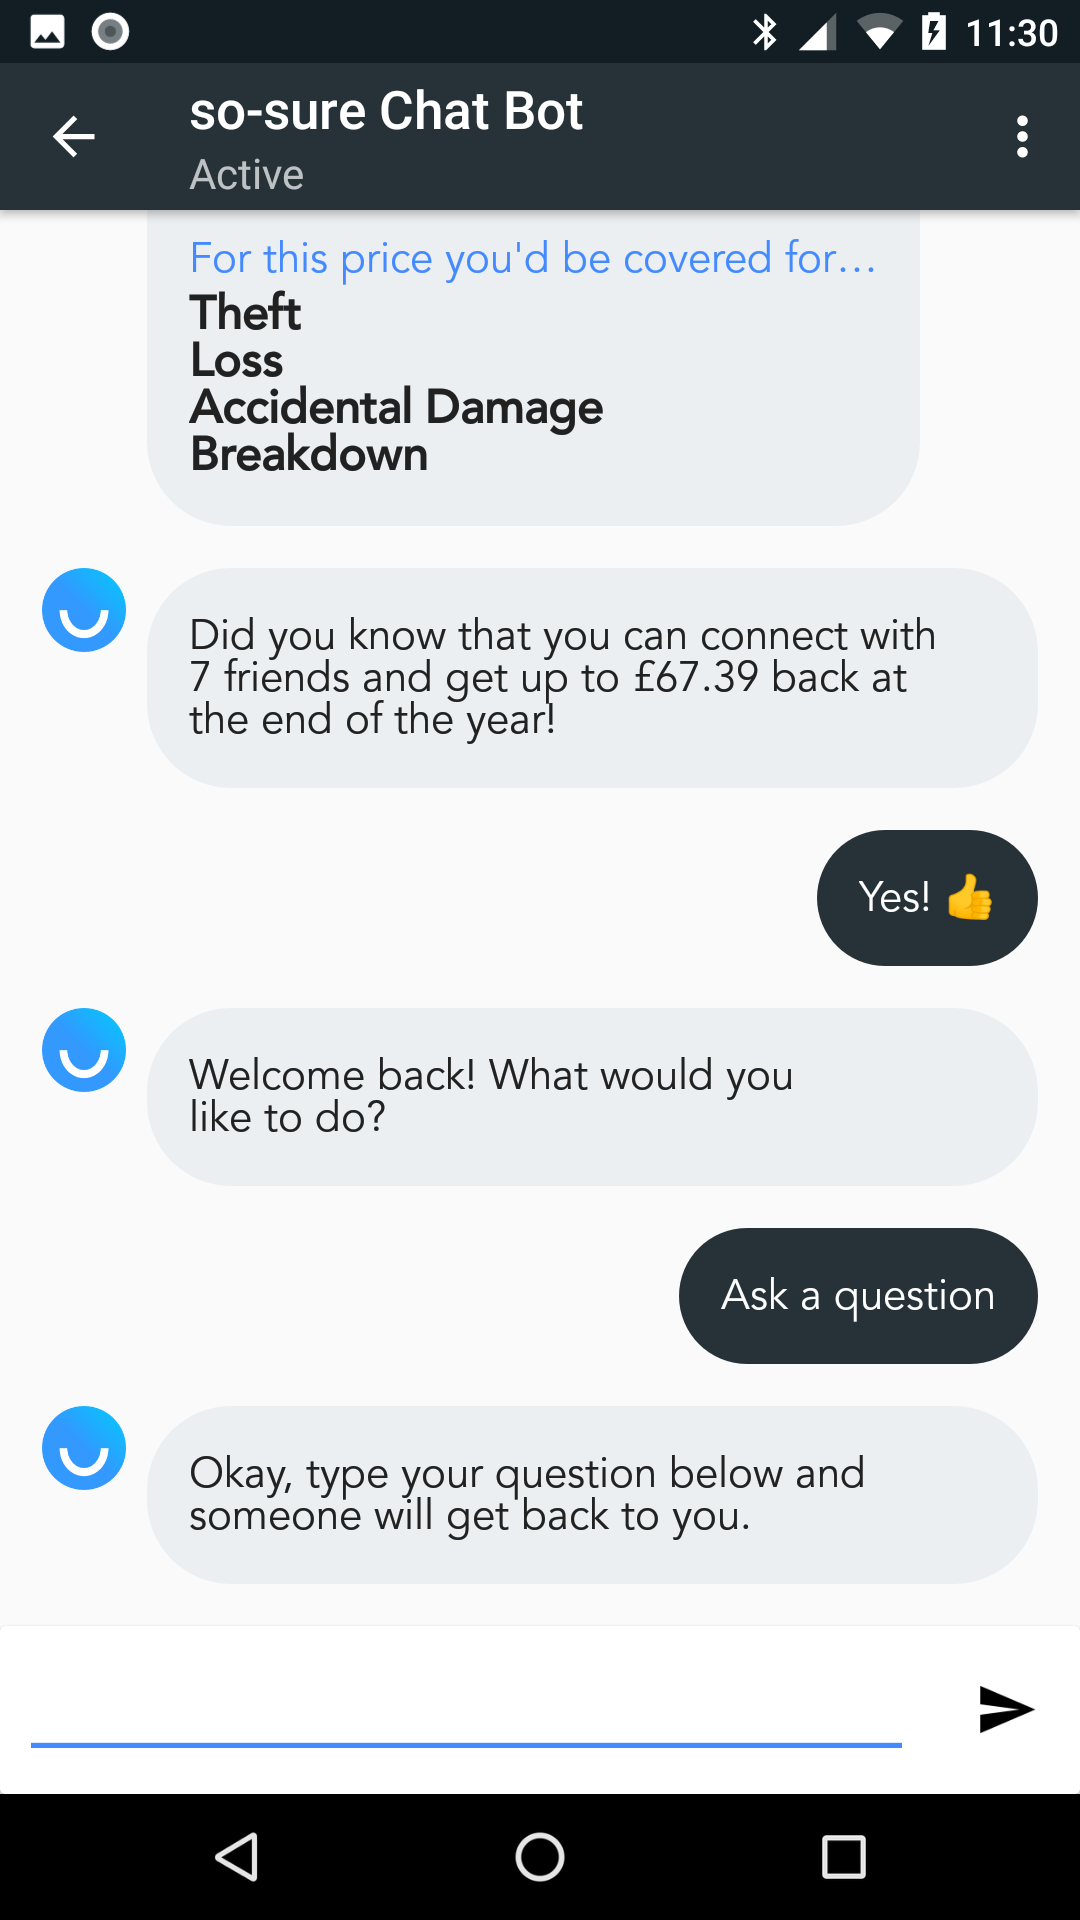 11:30
so-sure Chat Bot
Active
For this price you'd be covered for...
Theft
Loss
Accidental Damage
Breakdown
Did you know that you can connect with
7 friends and get up to £67.39 back at
the end of the year!
Yes! 👍
Welcome back! What would you
like to do?
Ask a question
Okay, type your question below and
someone will get back to you.